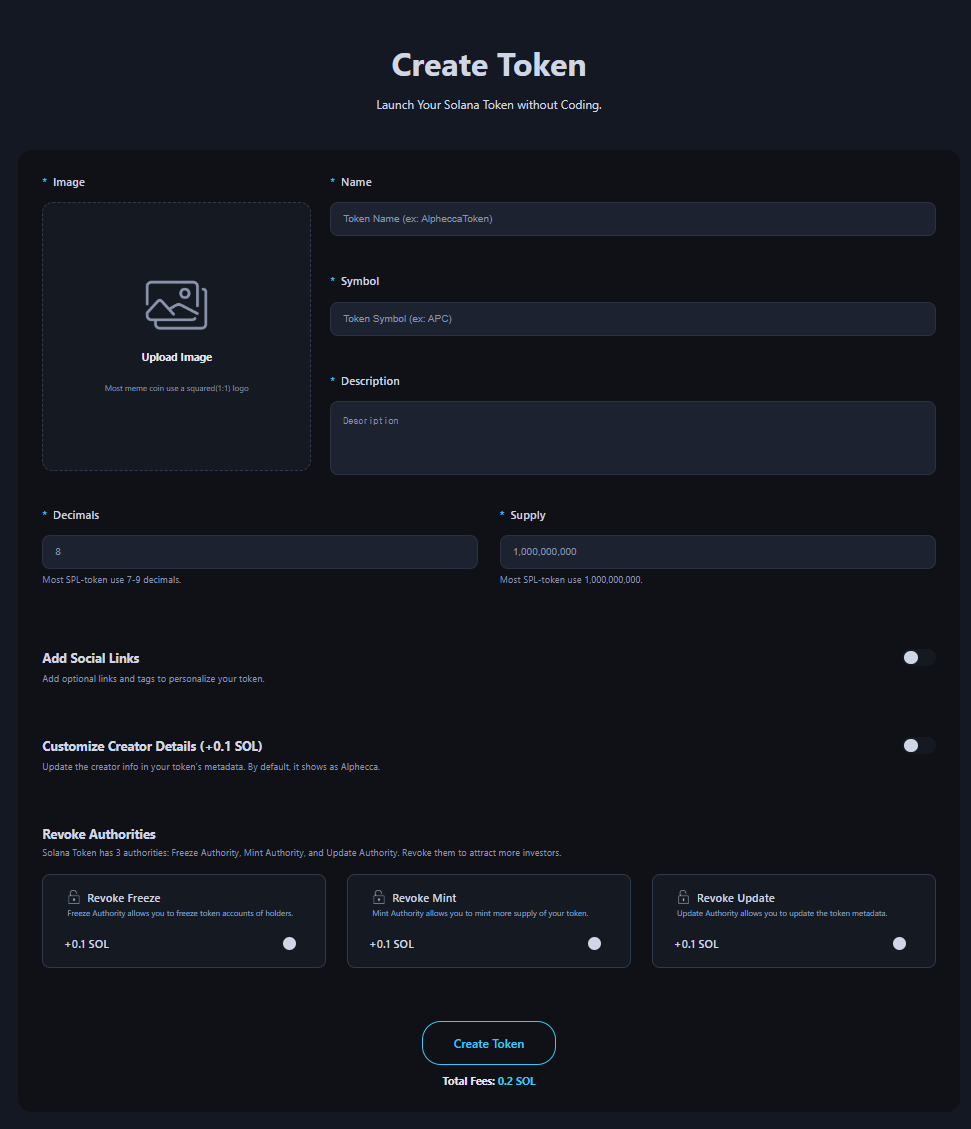 Create Token
Launch Your Solana Token without Coding.
* Image
* Name
Token Name (ex: AlpheccaToken)
* Symbol
Token Symbol (ex: APC)
Upload Image
Most meme coin use a squared(1:1) logo
* Description
Description
* Decimals
* Supply
8
1,000,000,000
Most SPL-token use 7-9 decimals.
Most SPL-token use 1,000,000,000.
Add Social Links
Add optional links and tags to personalize your token.
Customize Creator Details (+0.1 SOL)
Update the creator info in your token's metadata. By default, it shows as Alphecca.
Revoke Authorities
Solana Token has 3 authorities: Freeze Authority, Mint Authority, and Update Authority. Revoke them to attract more investors.
Revoke Freeze
Freeze Authority allows you to freeze token accounts of holders.
+0.1 SOL
Revoke Mint
Mint Authority allows you to mint more supply of your token.
+0.1 SOL
Revoke Update
Update Authority allows you to update the token metadata.
+0.1 SOL
Create Token
Total Fees: 0.2 SOL